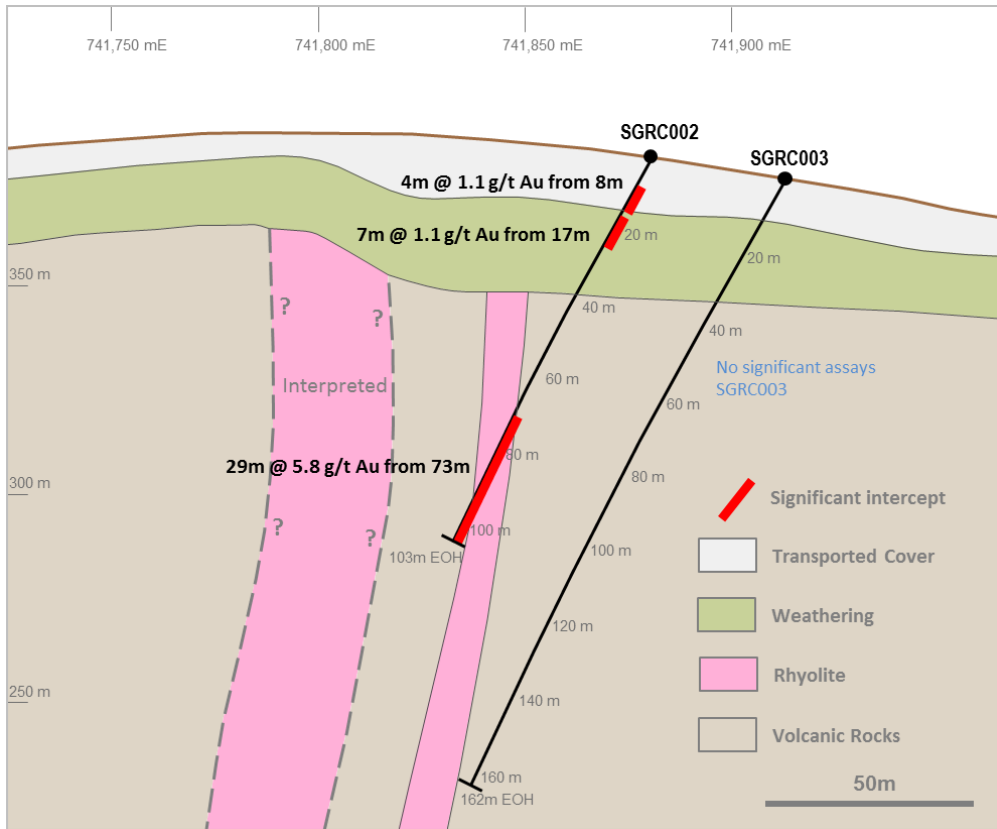 741,750 mE
741,800 mE
741,850 mE
741,900 mE
SGRC002
SGRC003
4m @ 1.1 g/t Au from 8m
7m @ 1.1 g/t Au from 17m
20 m
20 m
350 m
40 m
40 m
?
?
Interpreted
60 m
No significant assays
SGRC003
60 m
29m @ 5.8 g/t Au from 73m
80 m
80 m
300 m
Significant intercept
?
?
100 m
103m EOH
100 m
Transported Cover
Weathering
120 m
Rhyolite
250 m
140 m
Volcanic Rocks
160 m
162m EOH
50m